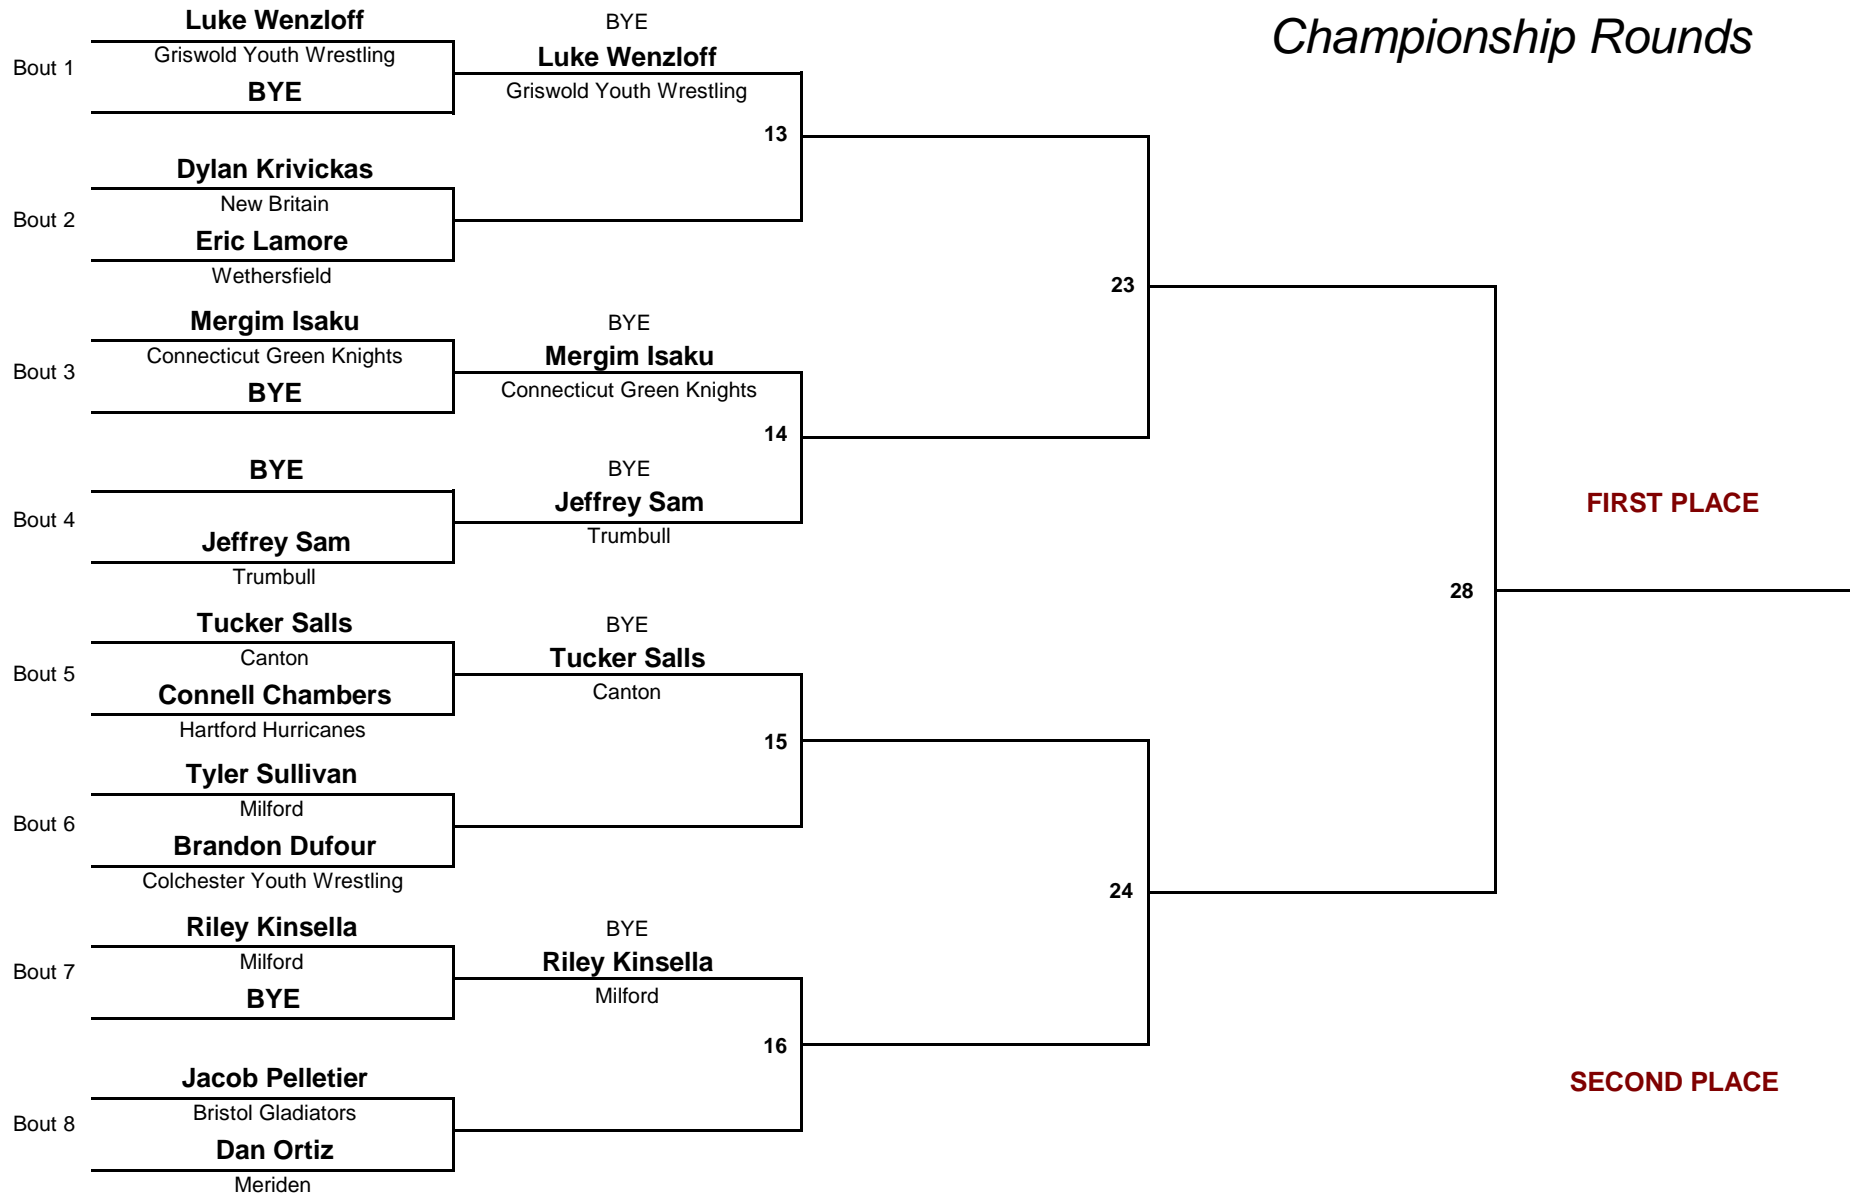 Championship Rounds
Bout 1
Luke Wenzloff
Griswold Youth Wrestling
BYE
Bout 2
Dylan Krivickas
New Britain
Eric Lamore
Wethersfield
Bout 3
Mergim Isaku
Connecticut Green Knights
BYE
Bout 4
BYE
Jeffrey Sam
Trumbull
Bout 5
Tucker Salls
Canton
Connell Chambers
Hartford Hurricanes
Bout 6
Tyler Sullivan
Milford
Brandon Dufour
Colchester Youth Wrestling
Bout 7
Riley Kinsella
Milford
BYE
Bout 8
Jacob Pelletier
Bristol Gladiators
Dan Ortiz
Meriden
BYE
Luke Wenzloff
Griswold Youth Wrestling
13
BYE
Mergim Isaku
Connecticut Green Knights
14
BYE
Jeffrey Sam
Trumbull
BYE
Tucker Salls
Canton
15
BYE
Riley Kinsella
Milford
16
23
24
28
FIRST PLACE
SECOND PLACE